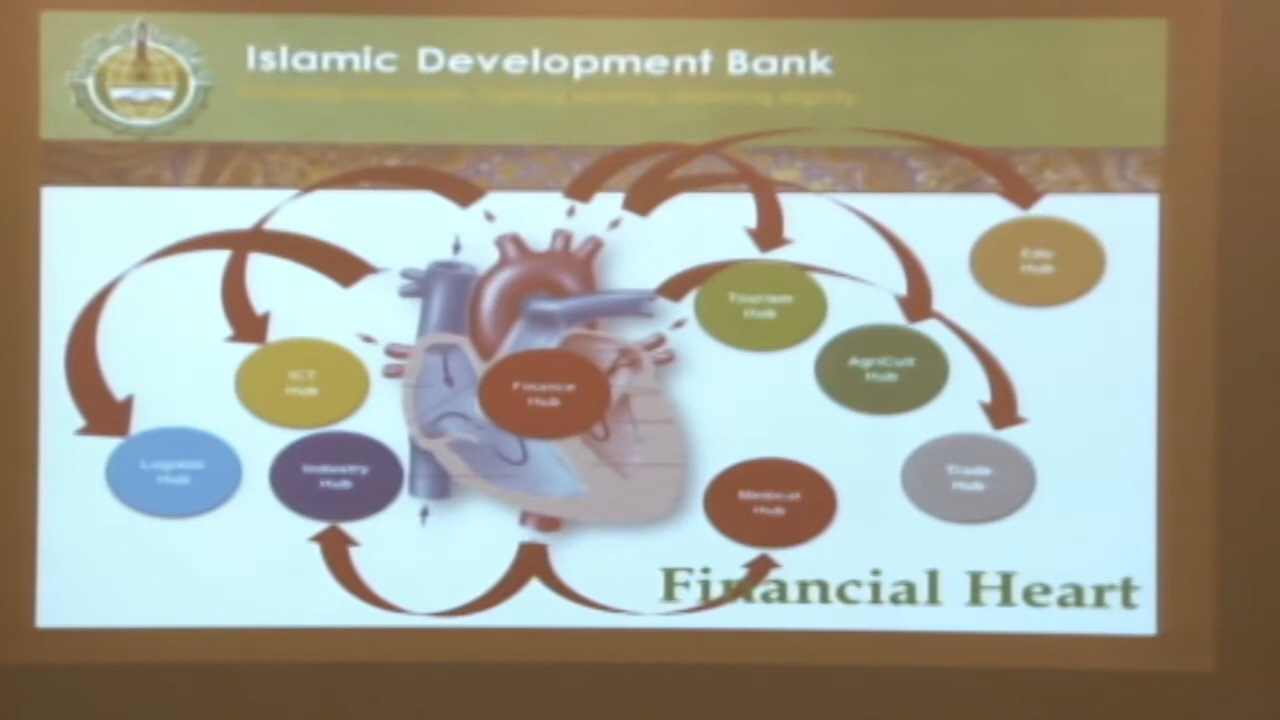 Islamic Development Bank
Edu
Hub
Tourism
Hub
Agricult
Hub
ICT
Hub
Finance
Hub
Logistic
Hub
Industry
Hub
Medical
Hub
Trade
Hub
Financial Heart